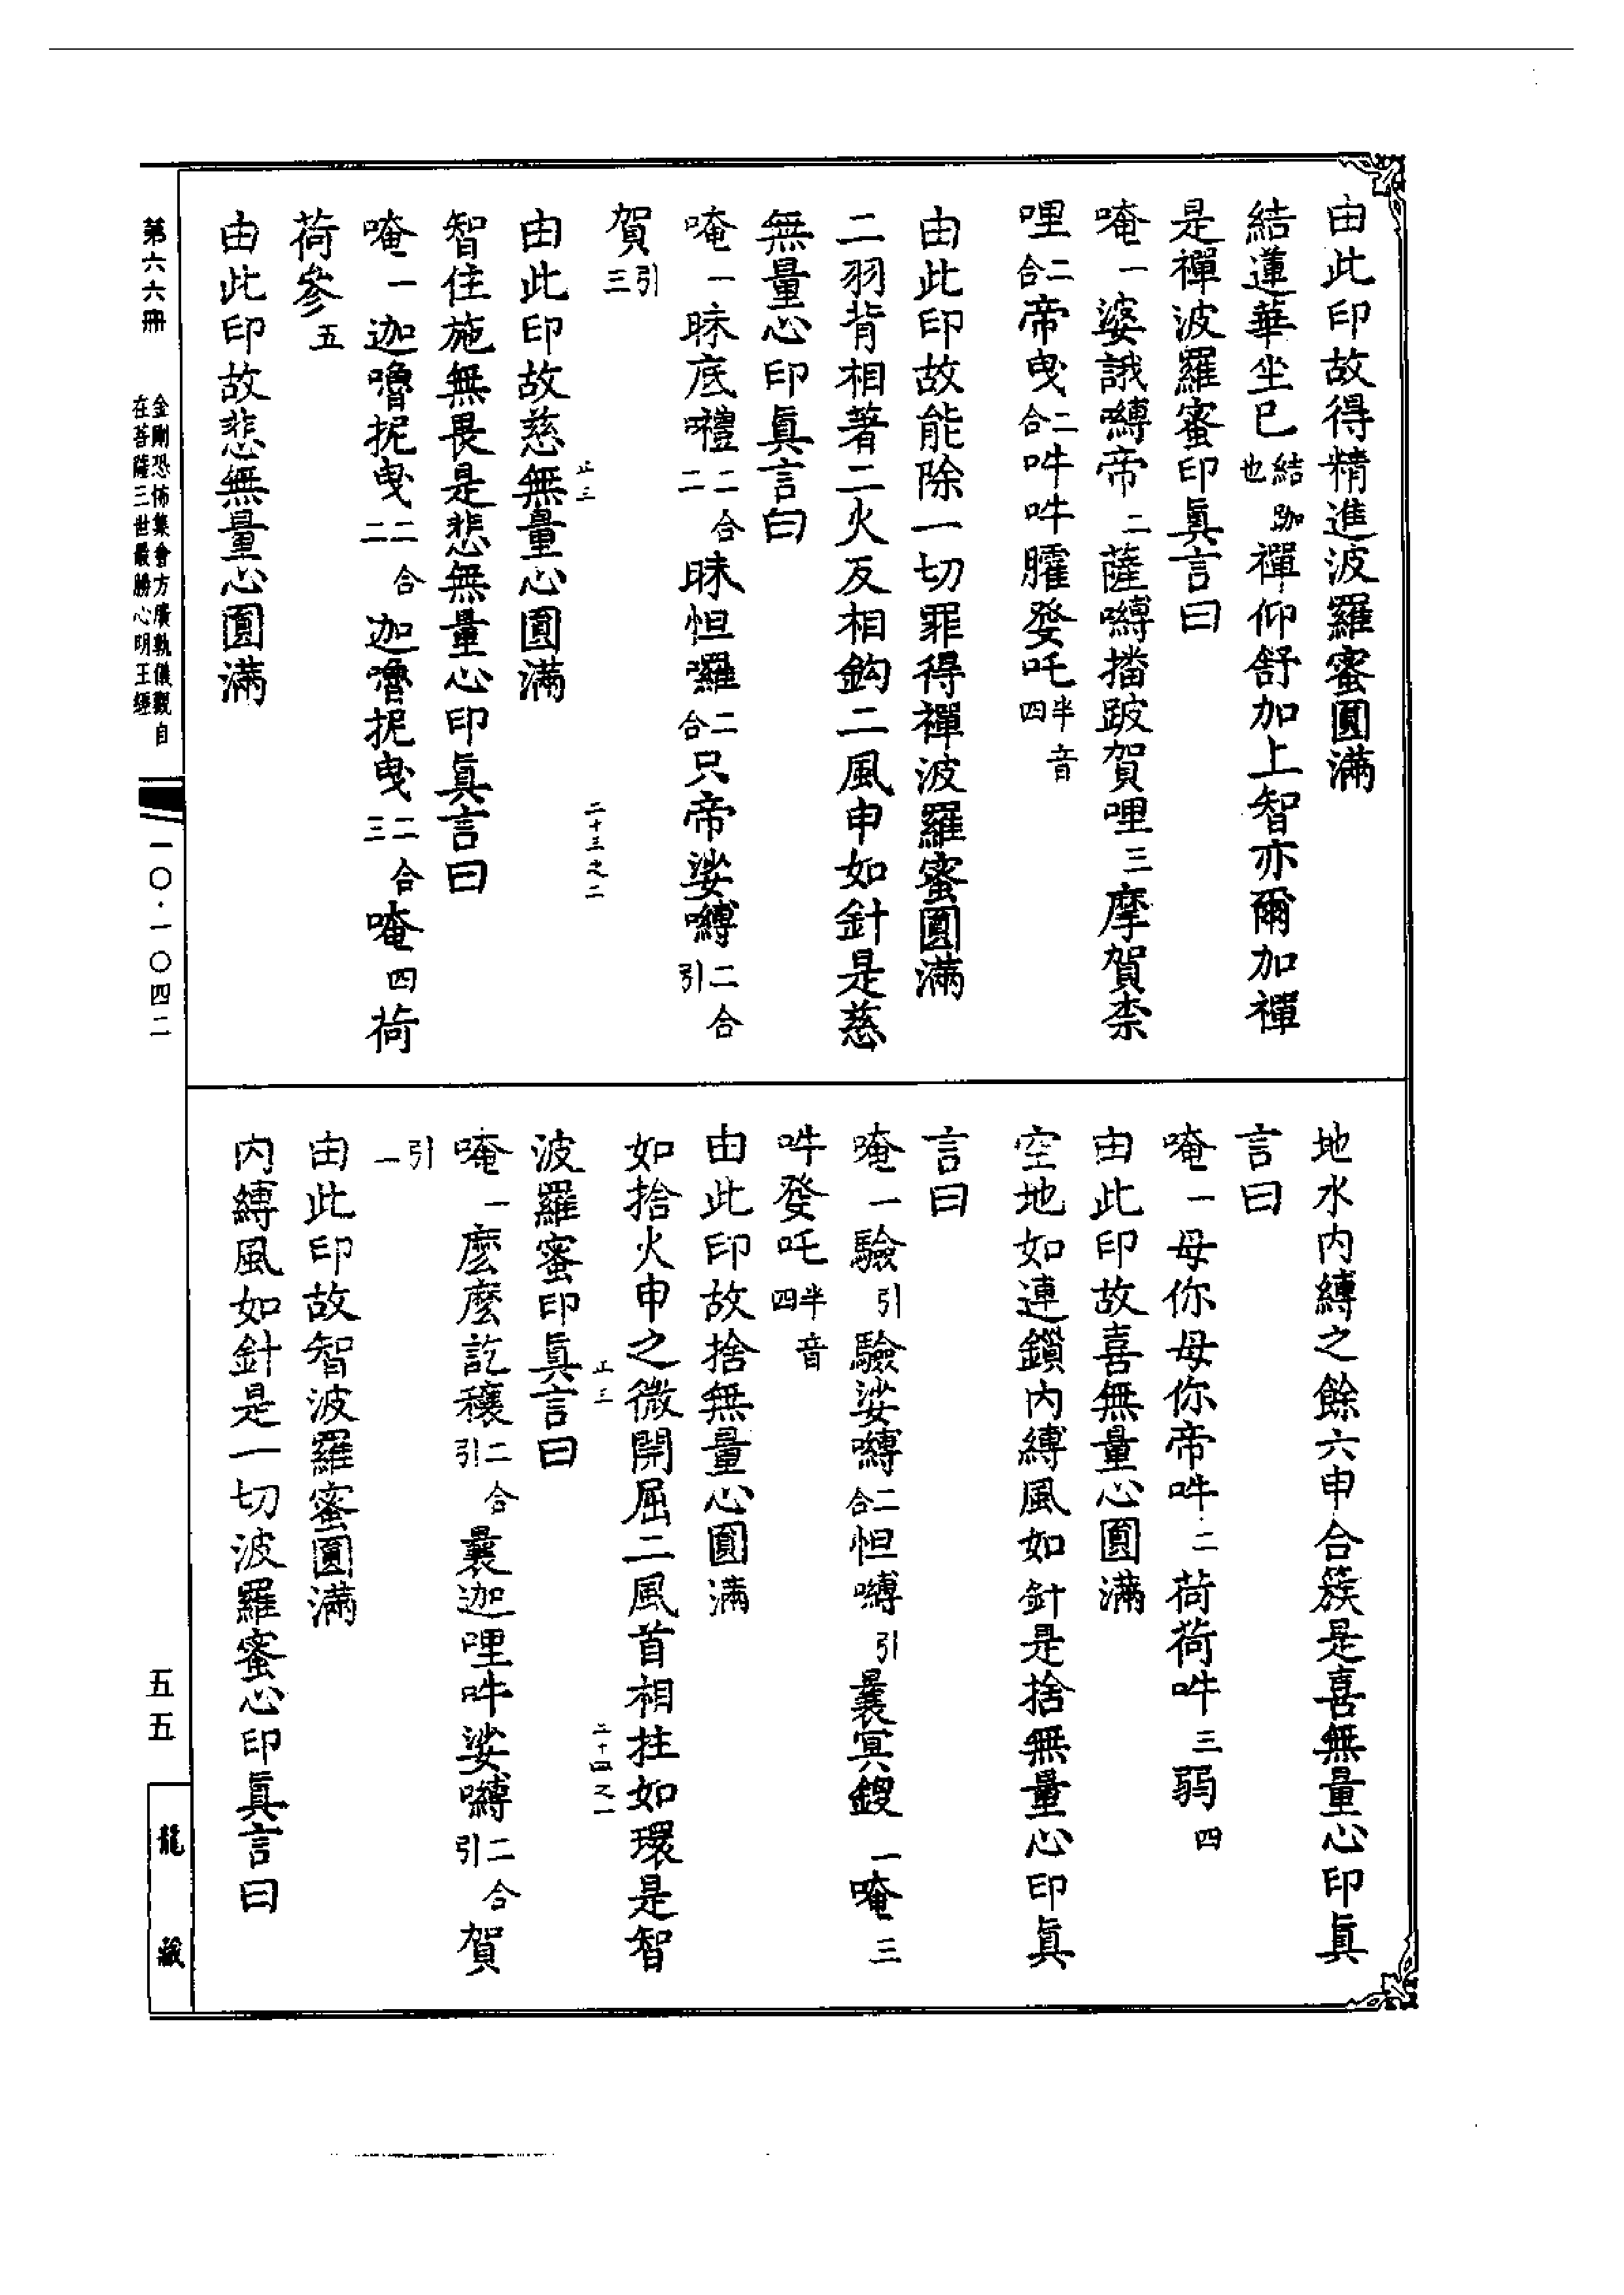 由此印故得精進波羅蜜圓滿
結蓮華坐已結跏也禪仰舒加上智亦爾加禪
是禪波羅蜜印眞言曰
唵一婆誐嚩帝二薩嚩播跛賀哩三摩賀柰
哩二合帝曳二合吽吽臛癹吒半音四
由此印故能除一切罪得禪波羅蜜圓滿
二羽背相著二火反相鉤二風申如針是慈
無量心印眞言曰
唵一昧底㘑二合二昧怛囉二合只帝娑嚩二合引
賀引三
由此印故慈無量心圓滿
正三 二十三之二
智住施無畏是悲無量心印眞言曰
唵一迦嚕抳曳二合二迦嚕抳曳二合三唵四荷
荷參五
由此印故悲無量心圓滿
地水內縛之餘六申合簇是喜無量心印眞
言曰
唵一母你母你帝吽二荷荷吽三弱四
由此印故喜無量心圓滿
空地如連鎖內縛風如針是捨無量心印眞
言曰
唵一驗引驗娑嚩二合怛嚩引曩冥鍐一唵三
吽癹吒半音四
由此印故捨無量心圓滿
如捨火申之微開屈二風首相拄如環是智
正三 二十四之一
波羅蜜印眞言曰
唵一麼麼訖穰二合引曩迦哩吽娑嚩二合引賀
引一
由此印故智波羅蜜圓滿
內縛風如針是一切波羅蜜心印眞言曰
第六六冊
金剛恐怖集會方廣軌儀觀自
在菩薩三世最勝心明王經
一〇·一〇四二
五五
龍藏